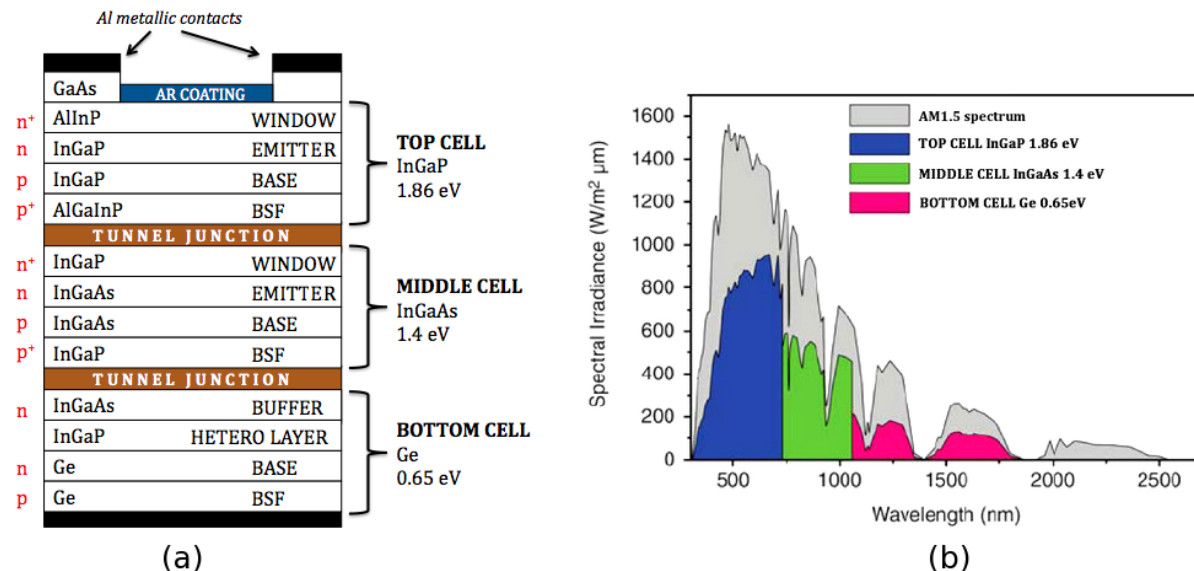 Al metallic contacts
GaAs
AR COATING
n⁺ AlInP WINDOW
n InGaP EMITTER
p InGaP BASE
p⁺ AlGaInP BSF
TOP CELL
InGaP
1.86 eV
TUNNEL JUNCTION
n⁺ InGaP WINDOW
n InGaAs EMITTER
p InGaAs BASE
p⁺ InGaP BSF
MIDDLE CELL
InGaAs
1.4 eV
TUNNEL JUNCTION
n InGaAs BUFFER
InGaP HETERO LAYER
n Ge BASE
p Ge BSF
BOTTOM CELL
Ge
0.65 eV
(a)
Spectral Irradiance (W/m² µm)
1600
1400
1200
1000
800
600
400
200
0
AM1.5 spectrum
TOP CELL InGaP 1.86 eV
MIDDLE CELL InGaAs 1.4 eV
BOTTOM CELL Ge 0.65eV
500 1000 1500 2000 2500
Wavelength (nm)
(b)